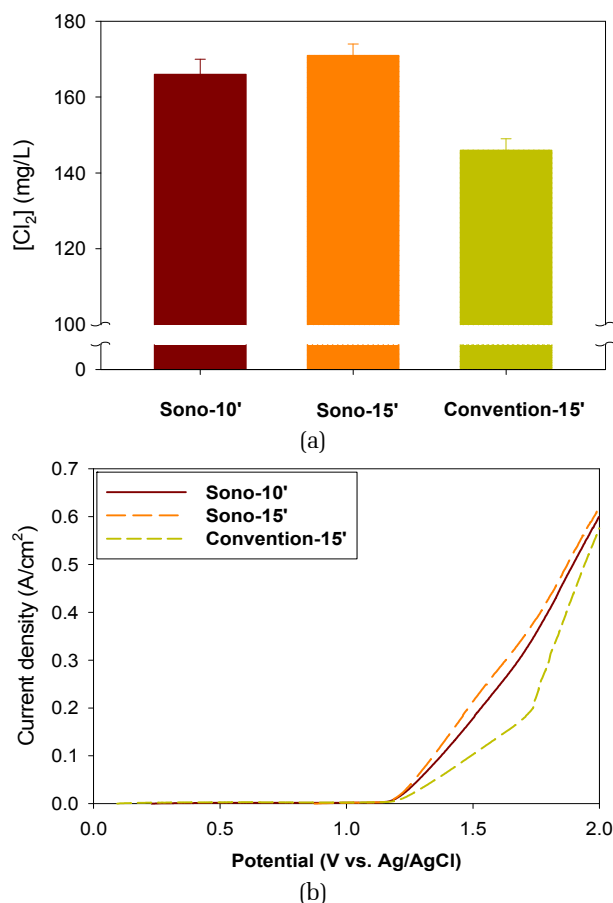 180
160
140
120
100
0
[Cl₂] (mg/L)
Sono-10' Sono-15' Convention-15'
(a)
0.7
0.6
0.5
0.4
0.3
0.2
0.1
0.0
Current density (A/cm²)
Sono-10'
Sono-15'
Convention-15'
0.0 0.5 1.0 1.5 2.0
Potential (V vs. Ag/AgCl)
(b)